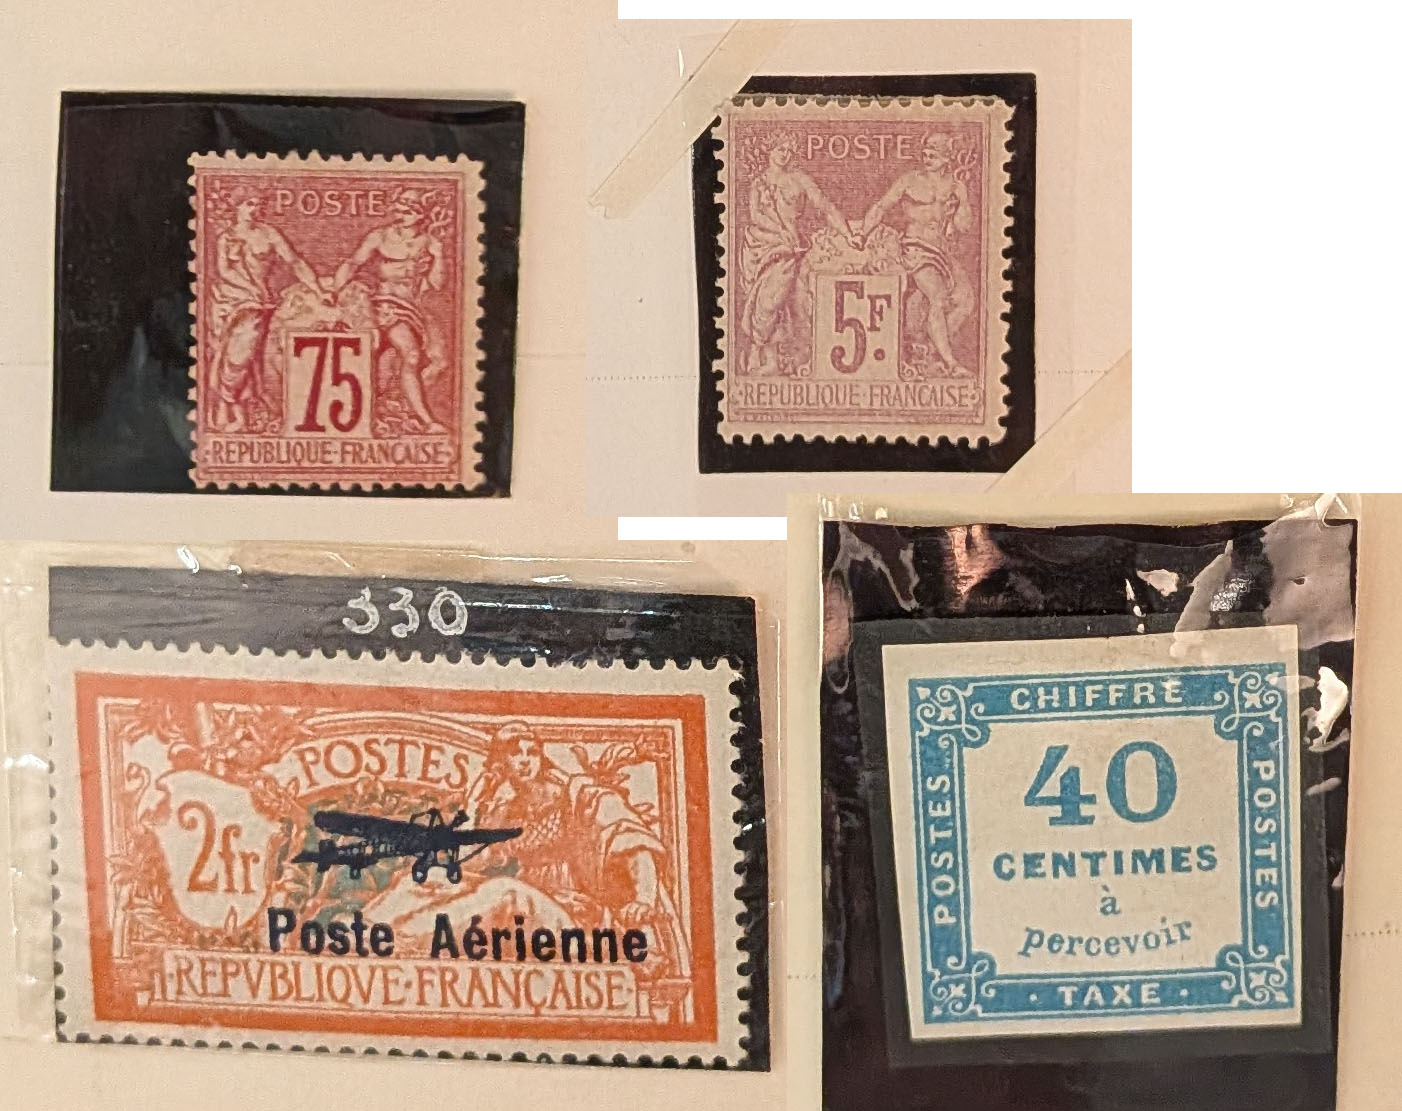 POSTE
75
REPUBLIQUE·FRANÇAISE
POSTE
5F.
REPUBLIQUE·FRANÇAISE
330
POSTES
2fr
Poste Aérienne
REPVBLIQVE·FRANÇAISE
CHIFFRE
POSTES
40
CENTIMES
à
percevoir
POSTES
· TAXE ·